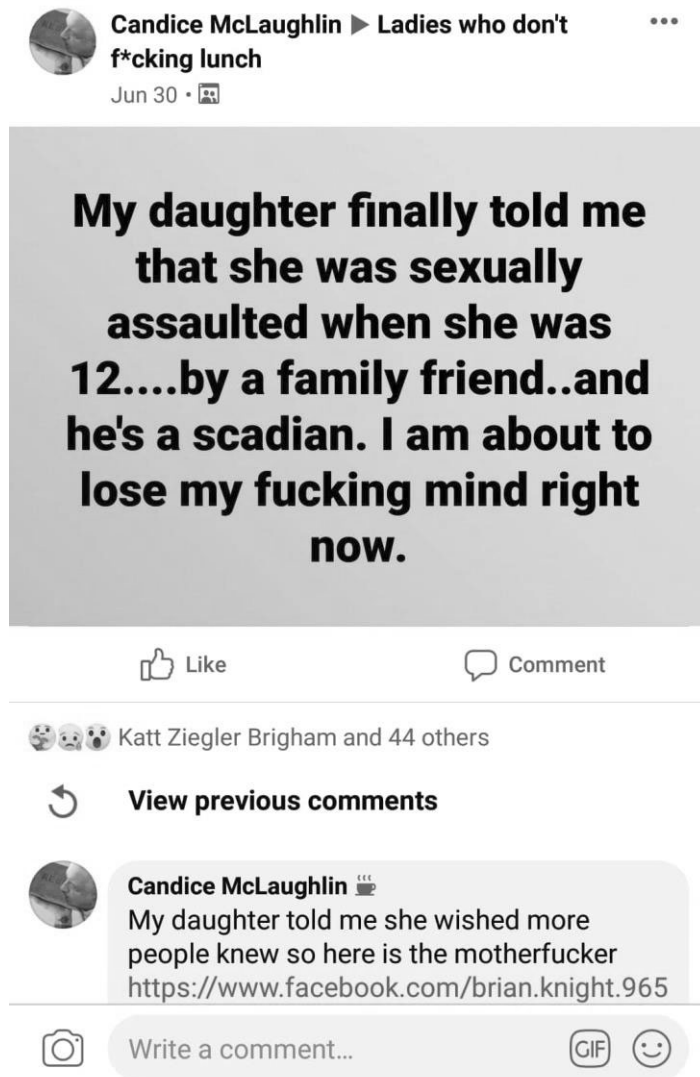 Candice McLaughlin ▶ Ladies who don't
f*cking lunch
Jun 30 ·
My daughter finally told me
that she was sexually
assaulted when she was
12....by a family friend..and
he's a scadian. I am about to
lose my fucking mind right
now.
Like
Comment
Katt Ziegler Brigham and 44 others
View previous comments
Candice McLaughlin
My daughter told me she wished more
people knew so here is the motherfucker
https://www.facebook.com/brian.knight.965
Write a comment...
GIF